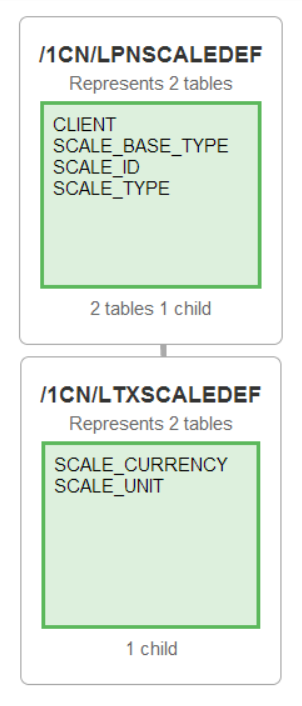 /1CN/LPNSCALEDEF
Represents 2 tables
CLIENT
SCALE_BASE_TYPE
SCALE_ID
SCALE_TYPE
2 tables 1 child
/1CN/LTXSCALEDEF
Represents 2 tables
SCALE_CURRENCY
SCALE_UNIT
1 child